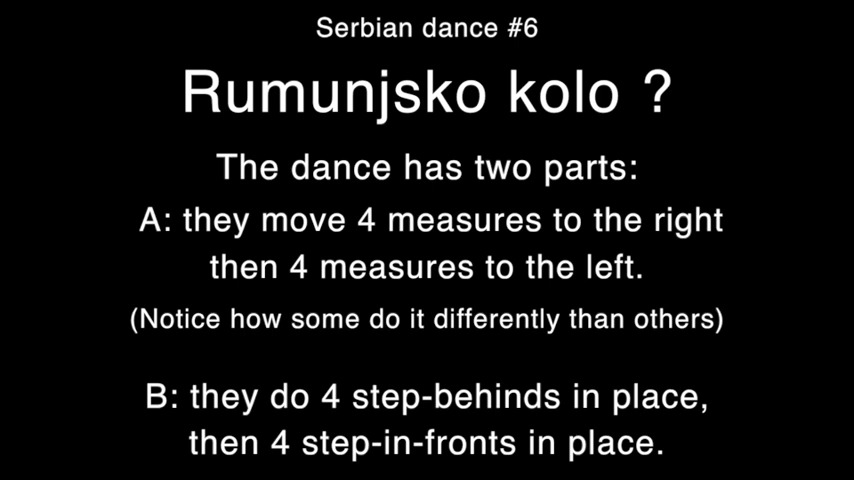 Serbian dance #6
Rumunjsko kolo ?
The dance has two parts:
A: they move 4 measures to the right
then 4 measures to the left.
(Notice how some do it differently than others)
B: they do 4 step-behinds in place,
then 4 step-in-fronts in place.